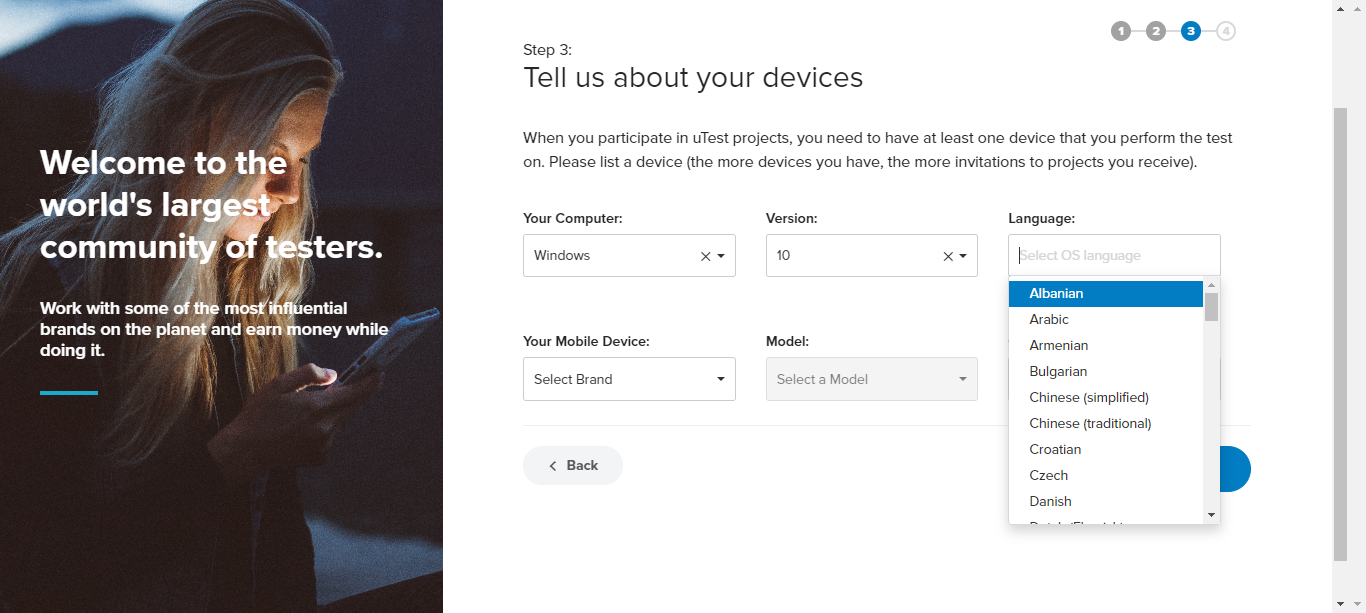 Welcome to the
world's largest
community of testers.
Work with some of the most influential
brands on the planet and earn money while
doing it.
1 2 3 4
Step 3:
Tell us about your devices
When you participate in uTest projects, you need to have at least one device that you perform the test
on. Please list a device (the more devices you have, the more invitations to projects you receive).
Your Computer: Version: Language:
Windows 10 Select OS language
Albanian
Arabic
Armenian
Bulgarian
Chinese (simplified)
Chinese (traditional)
Croatian
Czech
Danish
Your Mobile Device: Model:
Select Brand Select a Model
Back